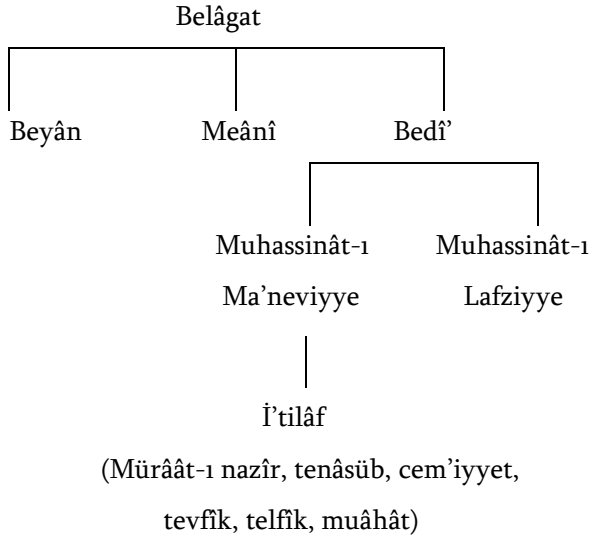 Belâgat
Beyân Meânî Bedî’
Muhassinât-ı Muhassinât-ı
Ma’neviyye Lafziyye
İ’tilâf
(Mürâât-ı nazîr, tenâsüb, cem’iyyet,
tevfîk, telfîk, muâhât)